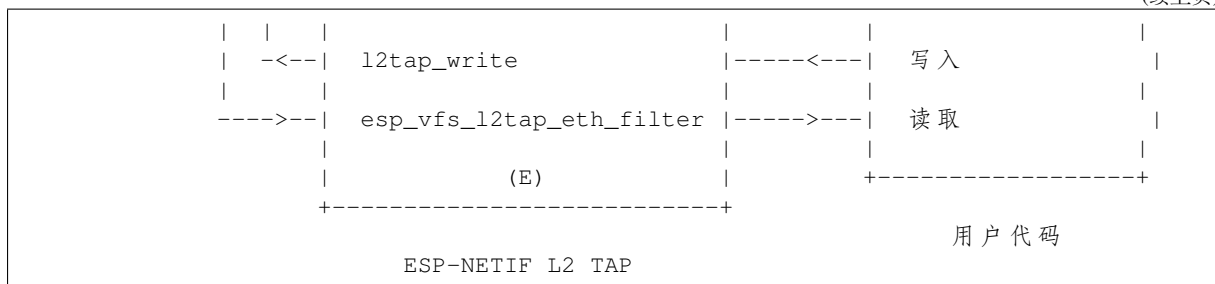 (续上页)
| | | | | |
| -<--| l2tap_write |-----<---| 写入 |
| | | | |
---->--| esp_vfs_l2tap_eth_filter |----->---| 读取 |
| | | |
| (E) | +------------------+
+---------------------------+
用户代码
ESP-NETIF L2 TAP